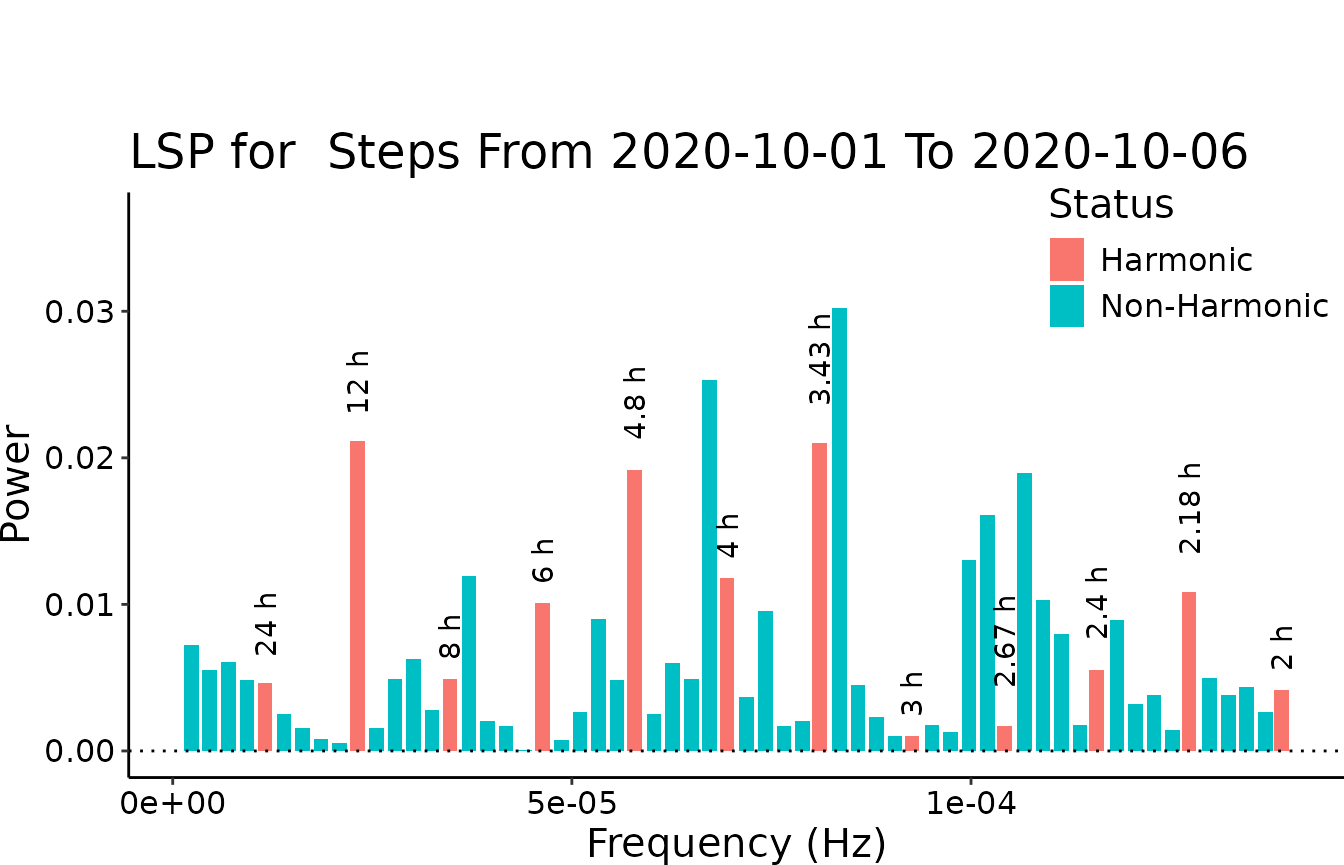 LSP for  Steps From 2020-10-01 To 2020-10-06
Status
Harmonic
Non-Harmonic
Power
0.03
0.02
0.01
0.00
24 h
12 h
8 h
6 h
4.8 h
4 h
3.43 h
3 h
2.67 h
2.4 h
2.18 h
2 h
0e+00
5e-05
1e-04
Frequency (Hz)